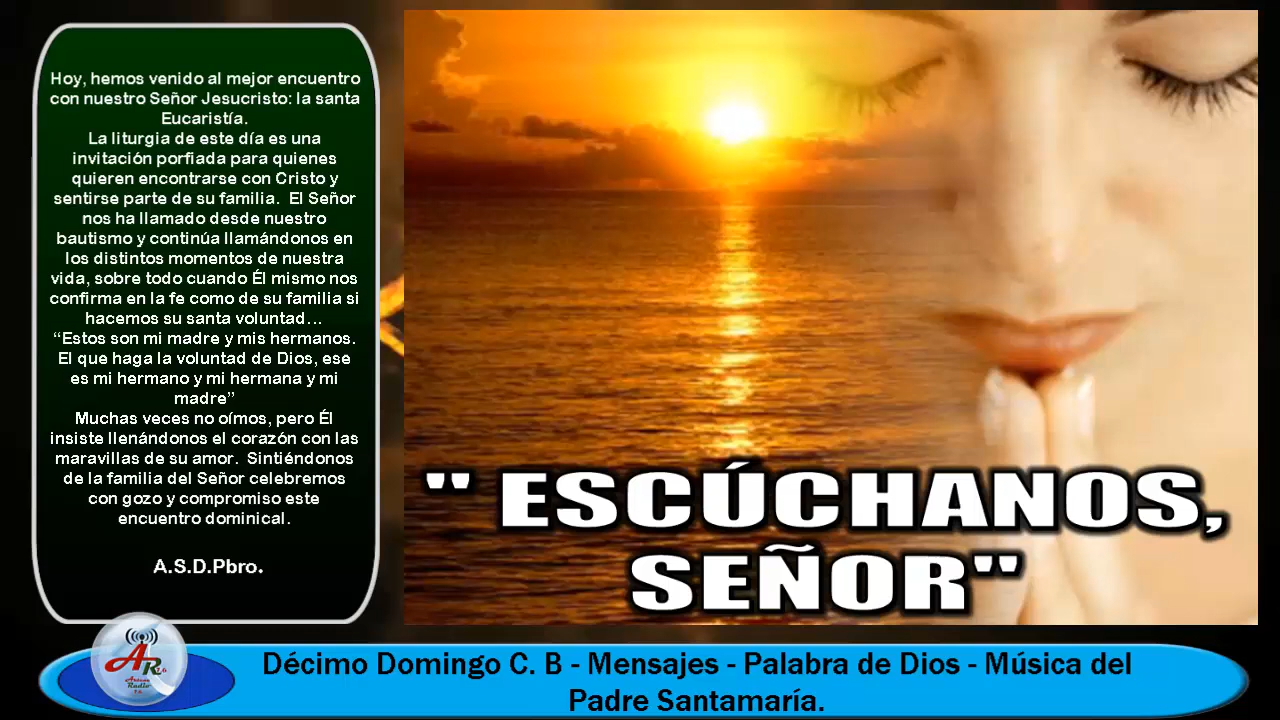 Hoy, hemos venido al mejor encuentro
con nuestro Señor Jesucristo: la santa
Eucaristía.
La liturgia de este día es una
invitación porfiada para quienes
quieren encontrarse con Cristo y
sentirse parte de su familia.  El Señor
nos ha llamado desde nuestro
bautismo y continúa llamándonos en
los distintos momentos de nuestra
vida, sobre todo cuando Él mismo nos
confirma en la fe como de su familia si
hacemos su santa voluntad…
“Estos son mi madre y mis hermanos.
El que haga la voluntad de Dios, ese
es mi hermano y mi hermana y mi
madre”
Muchas veces no oímos, pero Él
insiste llenándonos el corazón con las
maravillas de su amor.  Sintiéndonos
de la familia del Señor celebremos
con gozo y compromiso este
encuentro dominical.
A.S.D.Pbro.
" ESCÚCHANOS,
SEÑOR"
AR
Radio
Décimo Domingo C. B - Mensajes - Palabra de Dios - Música del
Padre Santamaría.